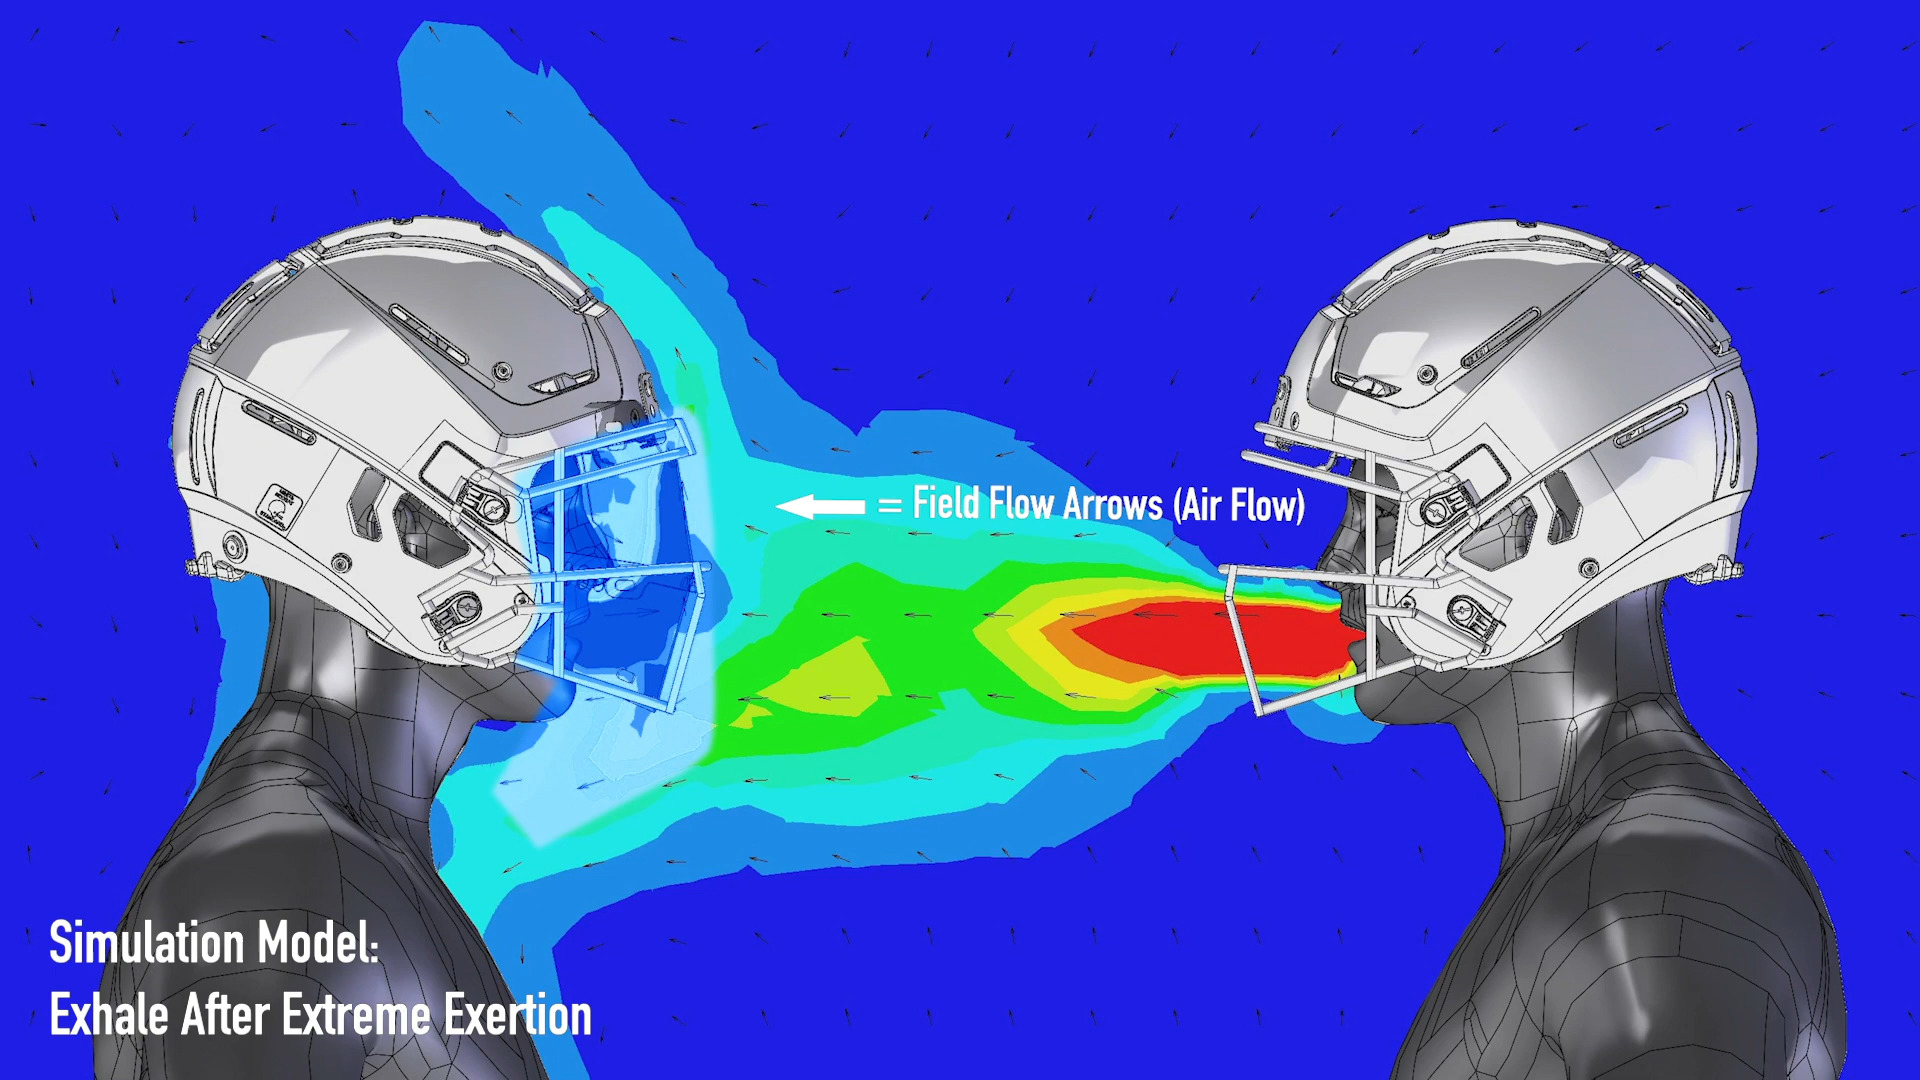 = Field Flow Arrows (Air Flow)
Simulation Model:
Exhale After Extreme Exertion